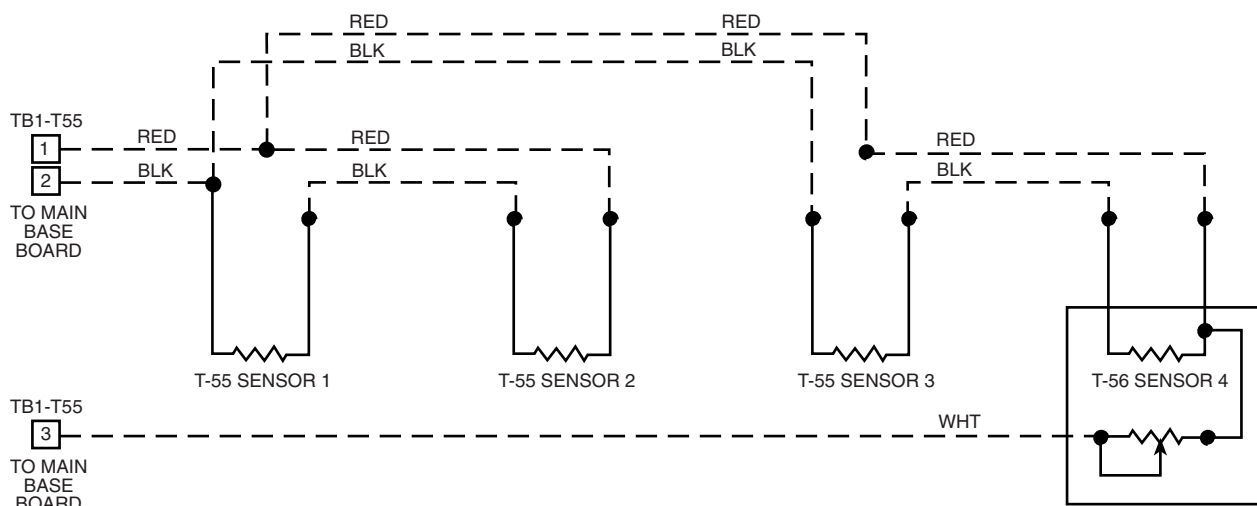 RED RED
BLK BLK
TB1-T55
1 RED RED RED
2 BLK BLK BLK
TO MAIN
BASE
BOARD
T-55 SENSOR 1 T-55 SENSOR 2 T-55 SENSOR 3 T-56 SENSOR 4
TB1-T55
3 WHT
TO MAIN
BASE
BOARD